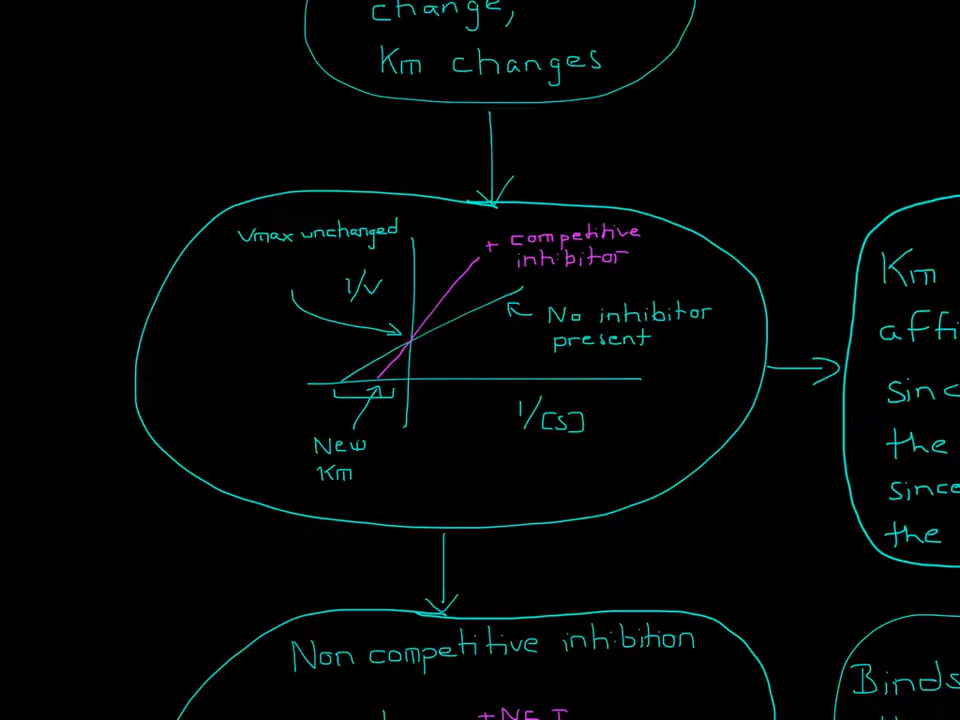 change,
Km changes
Vmax unchanged
+ competitive
inhibitor
1/V
No inhibitor
present
1/[S]
New
Km
Km
affi
sinc
the
since
the
Non competitive inhibition
Binds